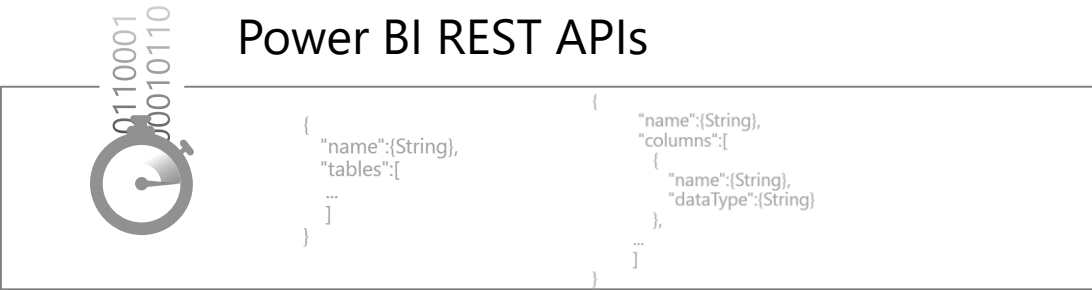 Power BI REST APIs
0110001
00010110
{
"name":{String},
"tables":[
...
]
}
{
"name":{String},
"columns":[
{
"name":{String},
"dataType":{String}
},
...
]
}